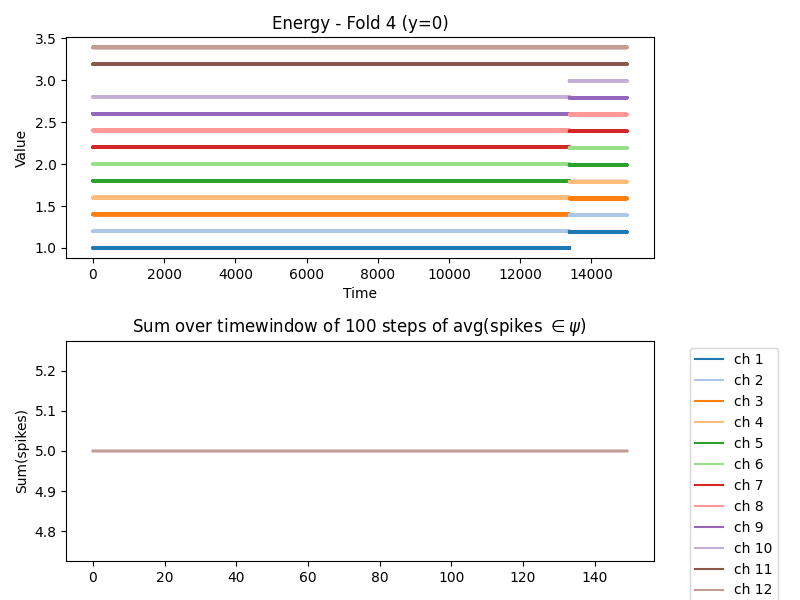 Energy - Fold 4 (y=0)
3.5
3.0
2.5
2.0
1.5
1.0
Value
0 2000 4000 6000 8000 10000 12000 14000
Time
Sum over timewindow of 100 steps of avg(spikes ∈ψ)
5.2
5.1
5.0
4.9
4.8
Sum(spikes)
0 20 40 60 80 100 120 140
ch 1
ch 2
ch 3
ch 4
ch 5
ch 6
ch 7
ch 8
ch 9
ch 10
ch 11
ch 12